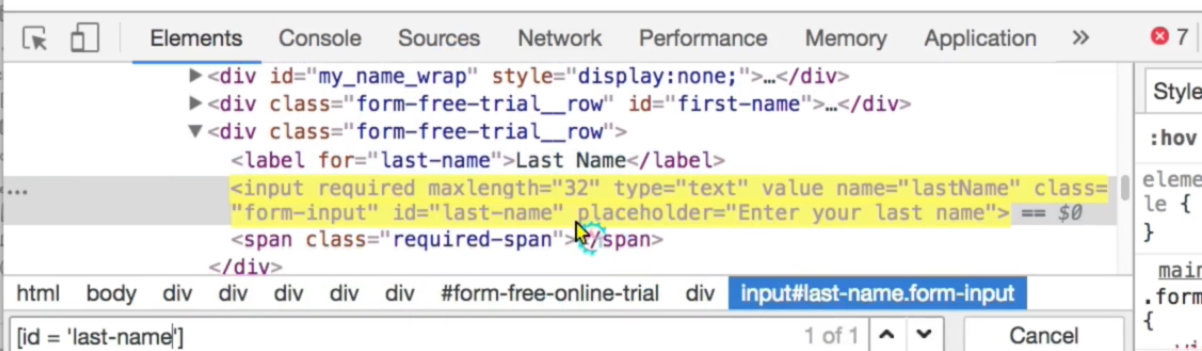 Elements Console Sources Network Performance Memory Application » 7
▶<div id="my_name_wrap" style="display:none;">…</div>
▶<div class="form-free-trial__row" id="first-name">…</div>
▼<div class="form-free-trial__row">
<label for="last-name">Last Name</label>
<input required maxlength="32" type="text" value name="lastName" class=
"form-input" id="last-name" placeholder="Enter your last name"> == $0
<span class="required-span"></span>
</div>
html body div div div div div #form-free-online-trial div input#last-name.form-input
[id = 'last-name'] 1 of 1 Cancel
Style
:hov
eleme
le {
}
main
.form
{